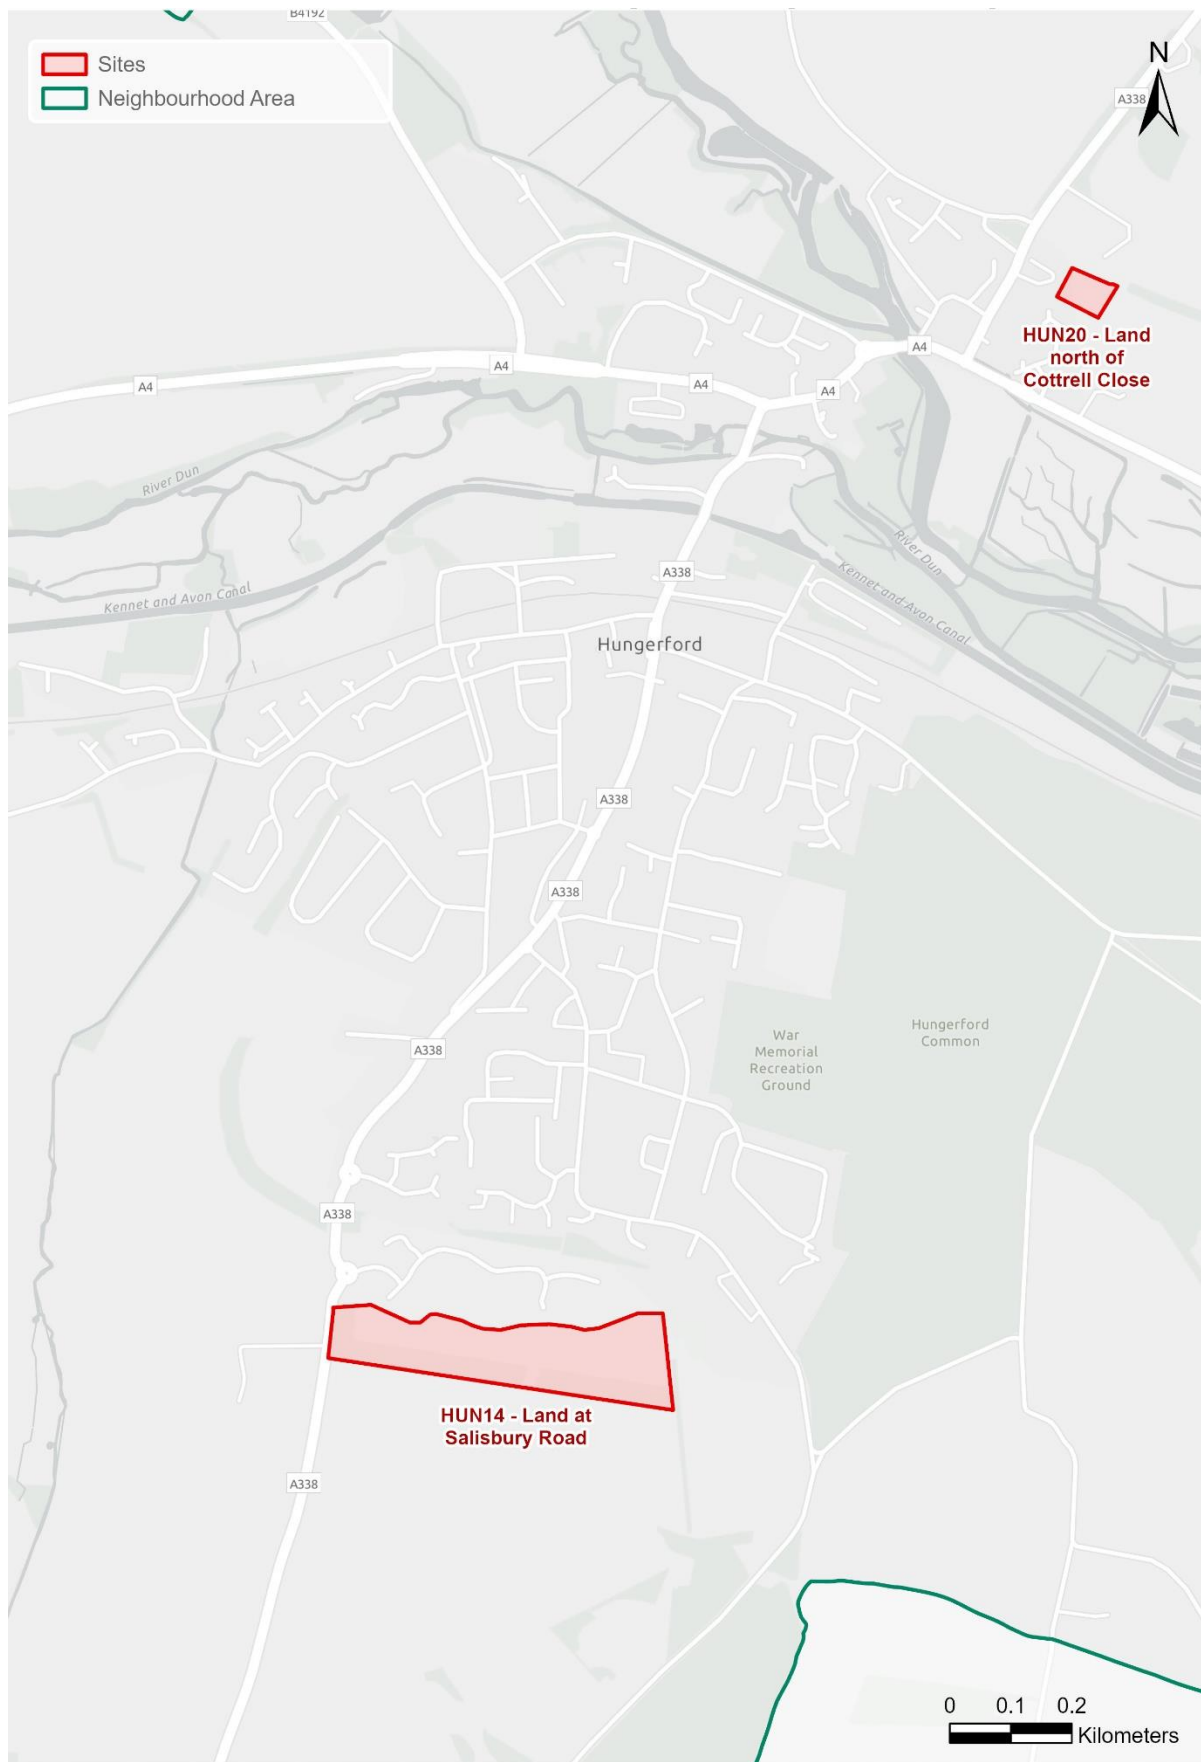 B4192
Sites
Neighbourhood Area
N
A338
HUN20 - Land
north of
Cottrell Close
A4
A4
A4
A4
A4
River Dun
River Dun
Kennet and Avon Canal
Kennet and Avon Canal
A338
Hungerford
A338
A338
War
Memorial
Recreation
Ground
Hungerford
Common
A338
A338
HUN14 - Land at
Salisbury Road
A338
0 0.1 0.2
Kilometers